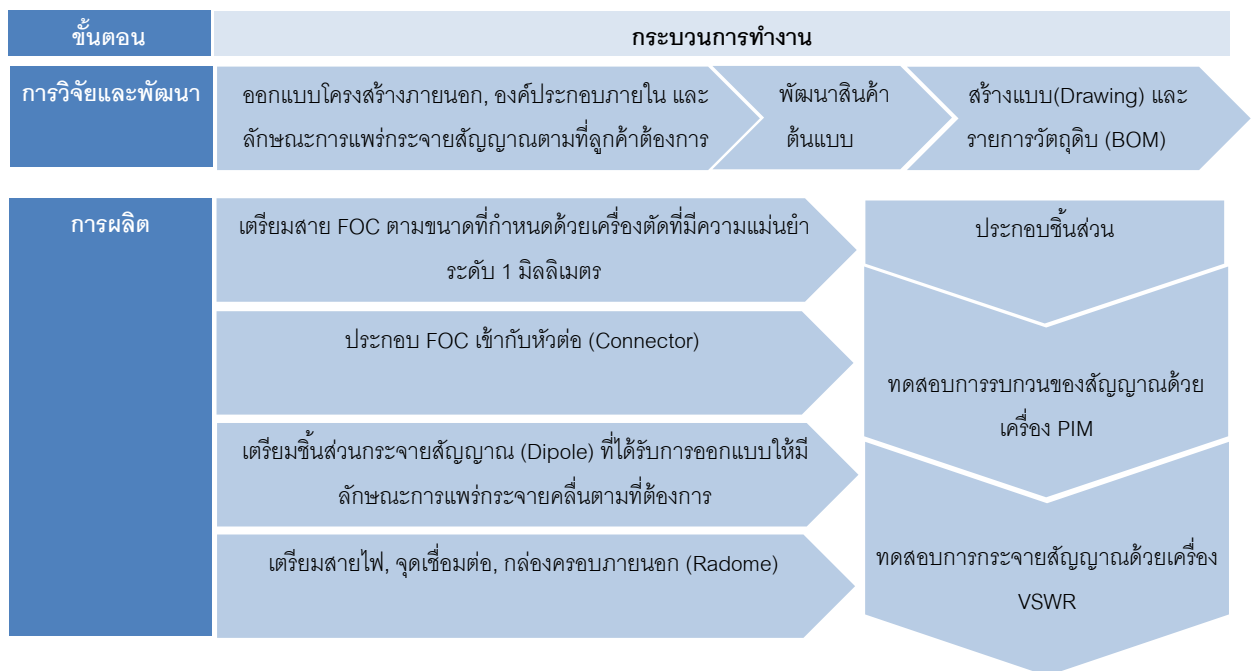 ขั้นตอน
กระบวนการทำงาน
การวิจัยและพัฒนา
ออกแบบโครงสร้างภายนอก, องค์ประกอบภายใน และ
ลักษณะการแพร่กระจายสัญญาณตามที่ลูกค้าต้องการ
พัฒนาสินค้า
ต้นแบบ
สร้างแบบ(Drawing) และ
รายการวัตถุดิบ (BOM)
การผลิต
เตรียมสาย FOC ตามขนาดที่กำหนดด้วยเครื่องตัดที่มีความแม่นยำ
ระดับ 1 มิลลิเมตร
ประกอบ FOC เข้ากับหัวต่อ (Connector)
เตรียมชิ้นส่วนกระจายสัญญาณ (Dipole) ที่ได้รับการออกแบบให้มี
ลักษณะการแพร่กระจายคลื่นตามที่ต้องการ
เตรียมสายไฟ, จุดเชื่อมต่อ, กล่องครอบภายนอก (Radome)
ประกอบชิ้นส่วน
ทดสอบการรบกวนของสัญญาณด้วย
เครื่อง PIM
ทดสอบการกระจายสัญญาณด้วยเครื่อง
VSWR